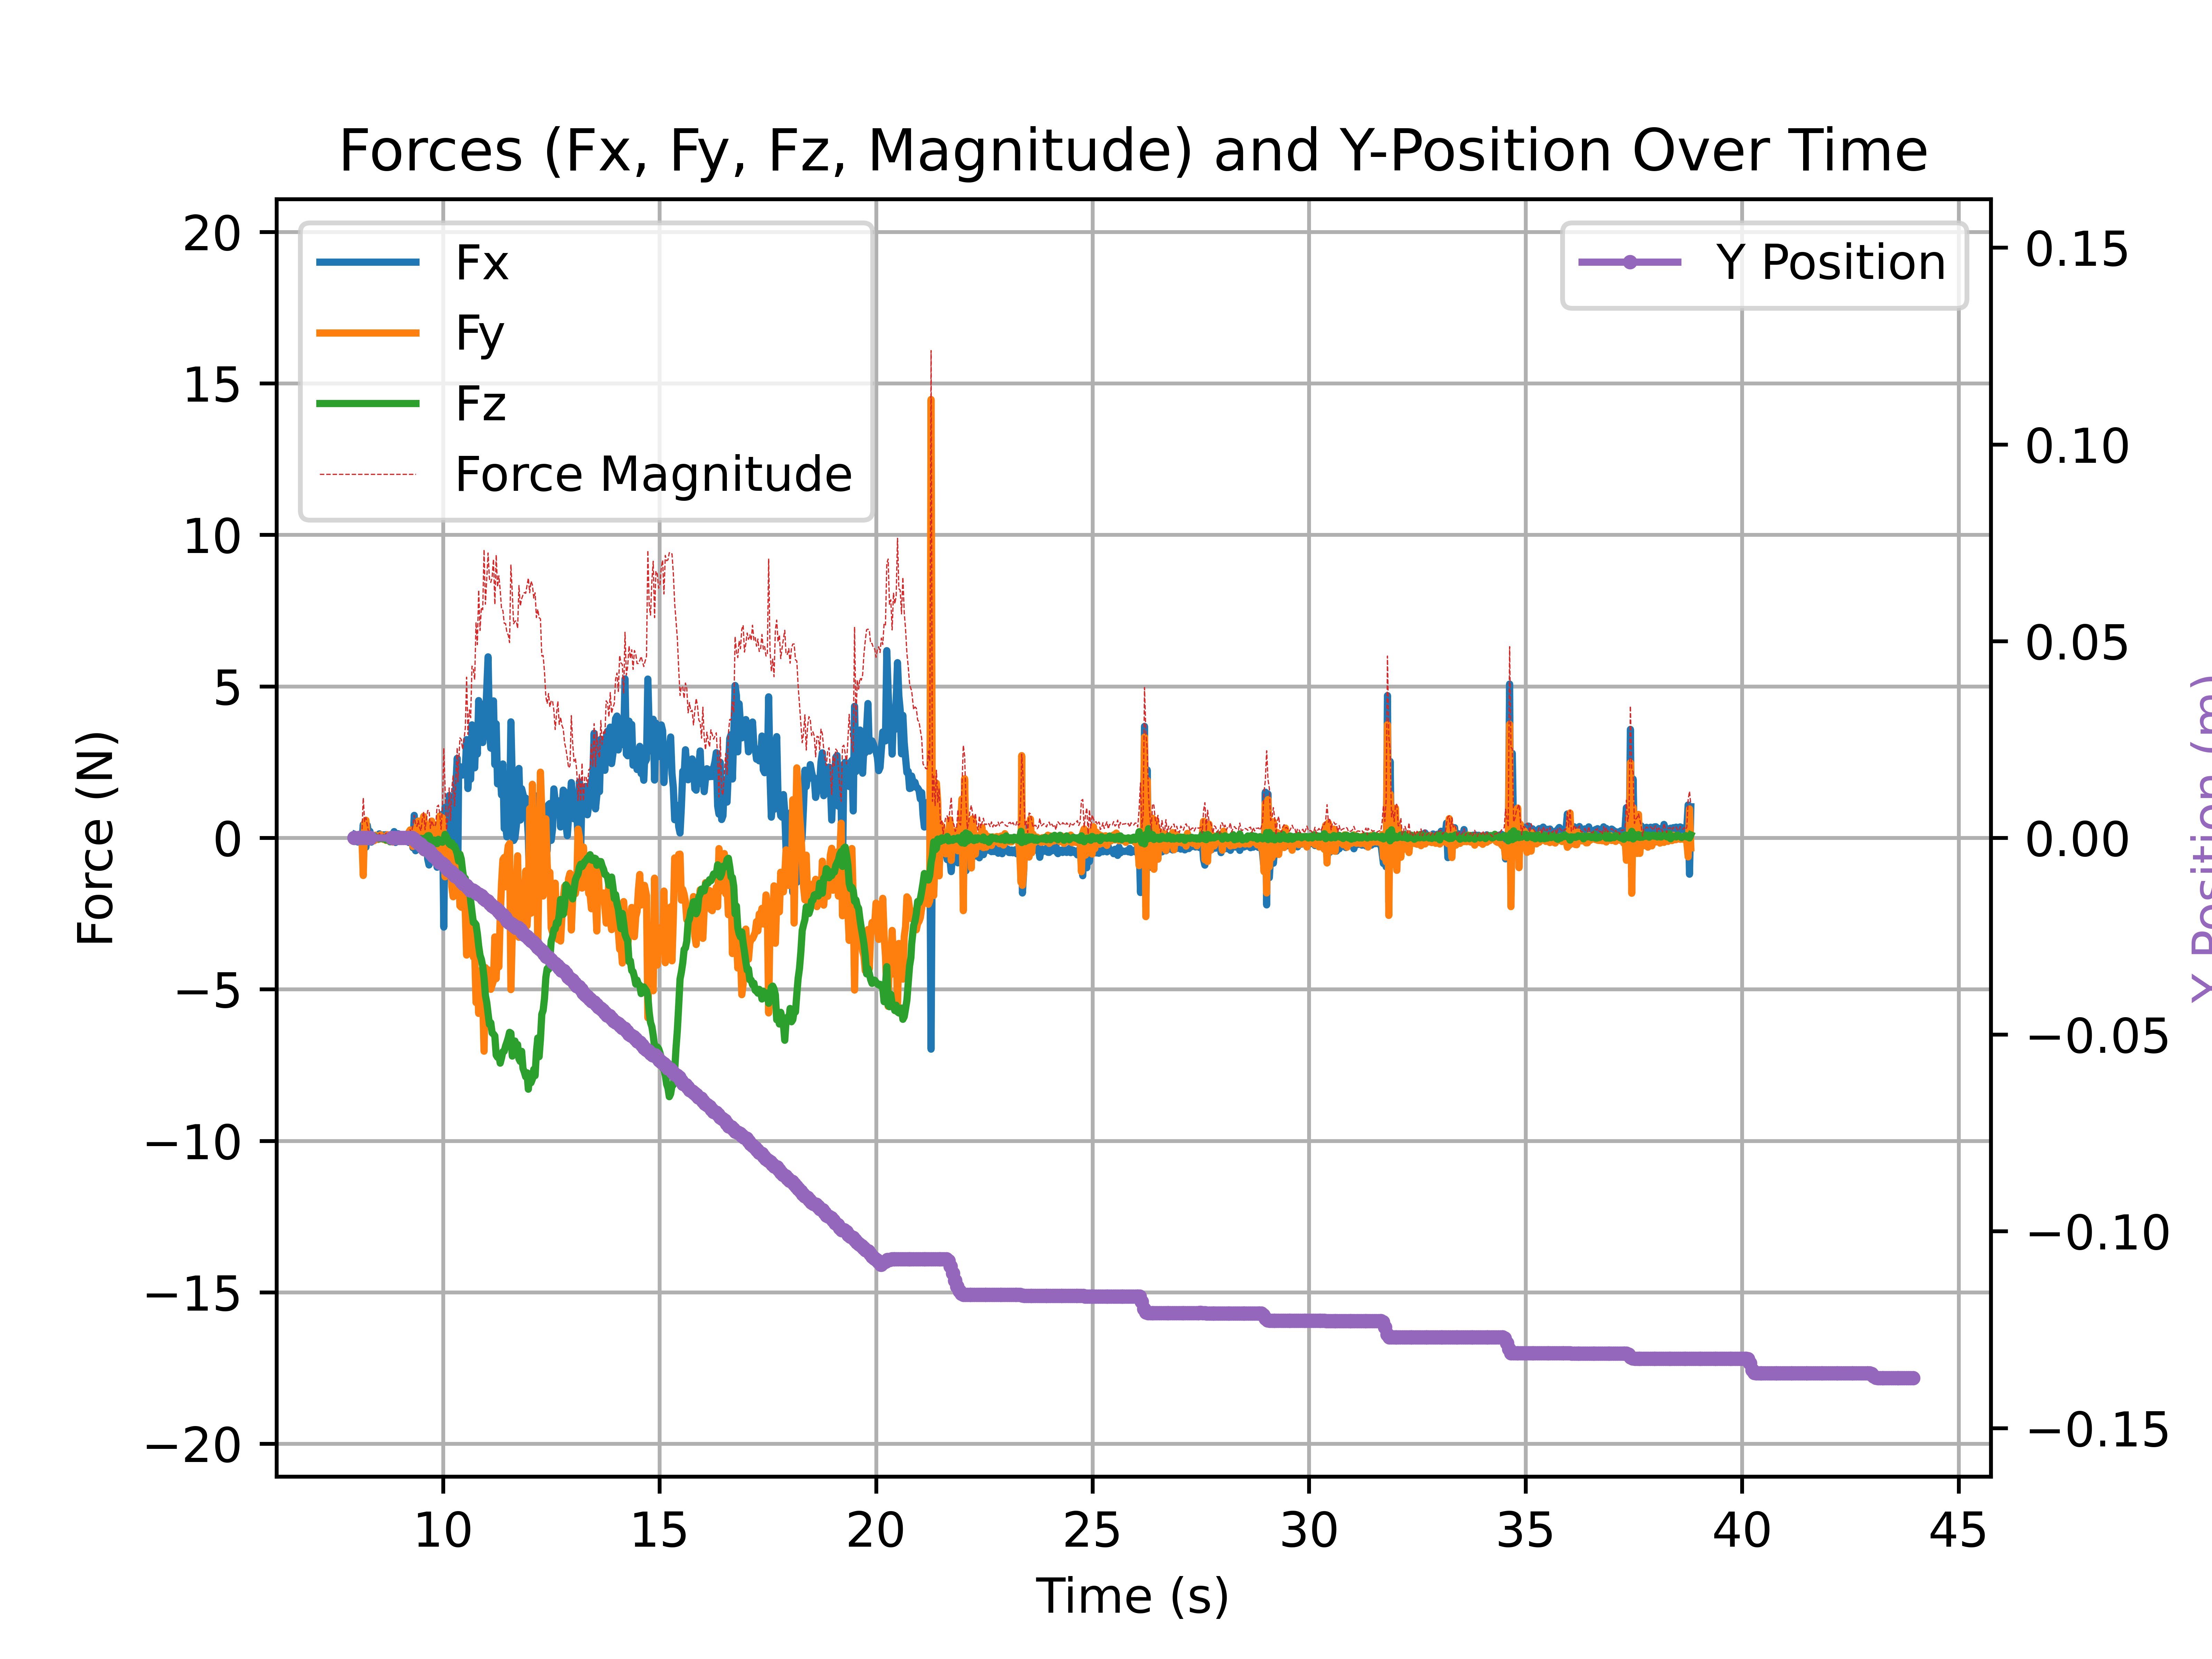 Forces (Fx, Fy, Fz, Magnitude) and Y-Position Over Time
Fx
Fy
Fz
Force Magnitude
Y Position
20
15
10
5
0
−5
−10
−15
−20
Force (N)
0.15
0.10
0.05
0.00
−0.05
−0.10
−0.15
Y Position (m)
10 15 20 25 30 35 40 45
Time (s)